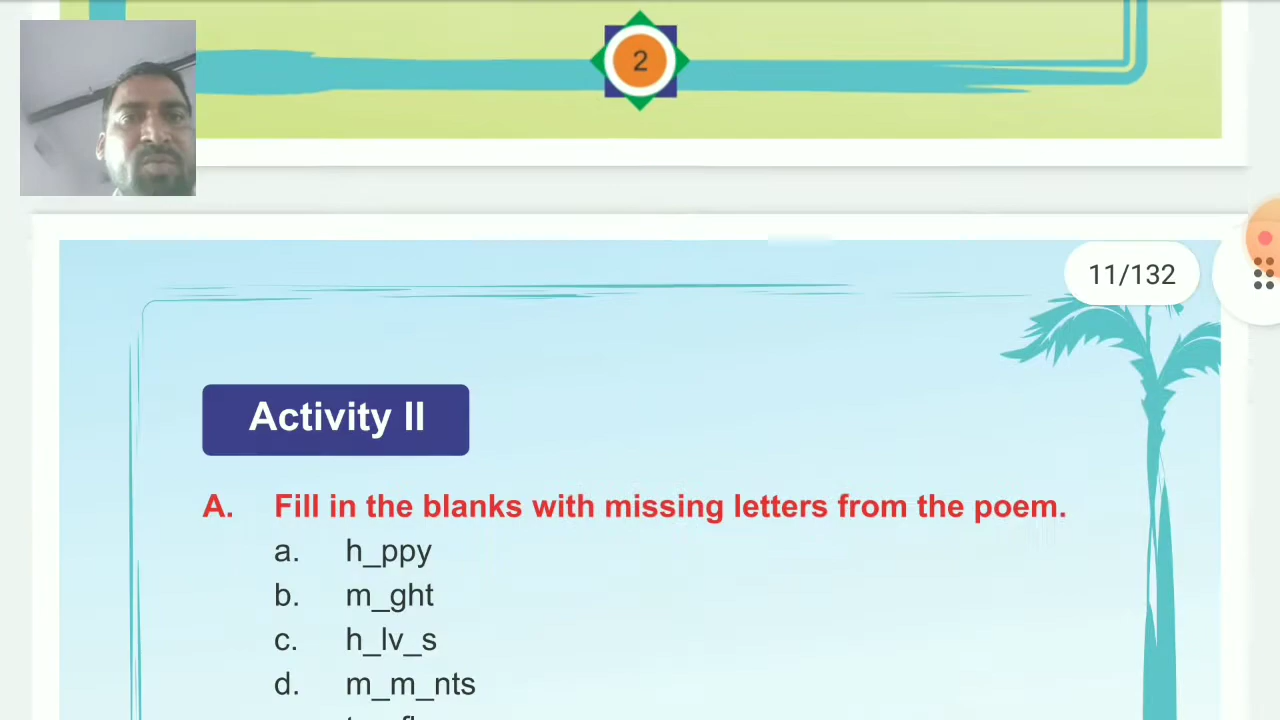 2
11/132
Activity II
A. Fill in the blanks with missing letters from the poem.
a. h_ppy
b. m_ght
c. h_lv_s
d. m_m_nts